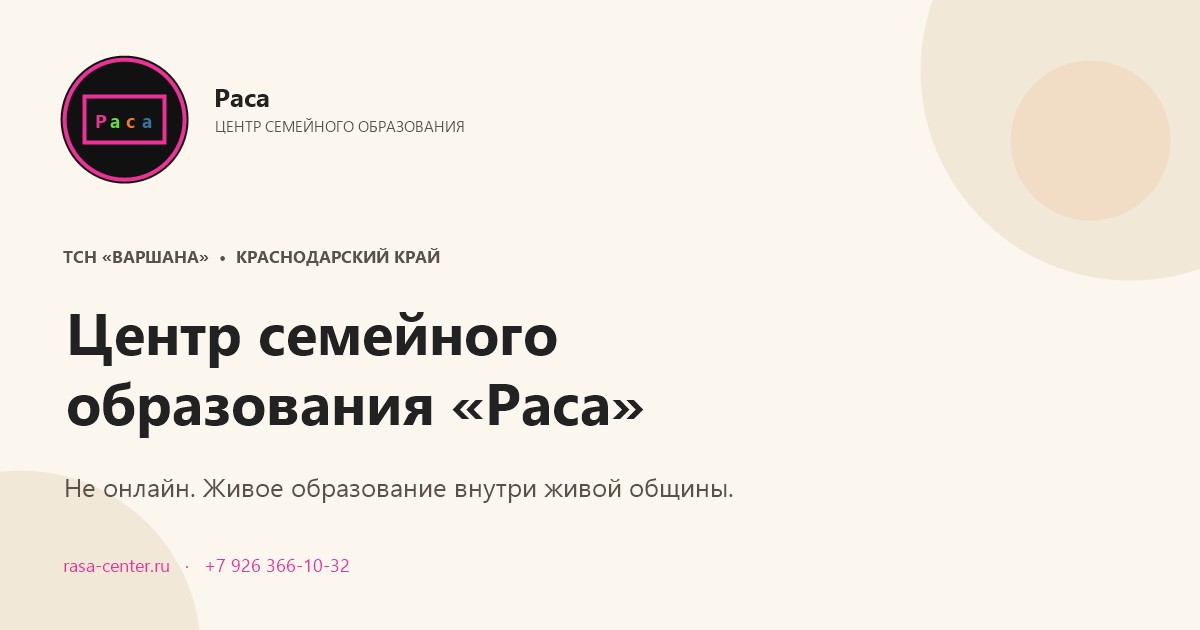 Раса
Раса
ЦЕНТР СЕМЕЙНОГО ОБРАЗОВАНИЯ
ТСН «ВАРШАНА» • КРАСНОДАРСКИЙ КРАЙ
Центр семейного
образования «Раса»
Не онлайн. Живое образование внутри живой общины.
rasa-center.ru · +7 926 366-10-32